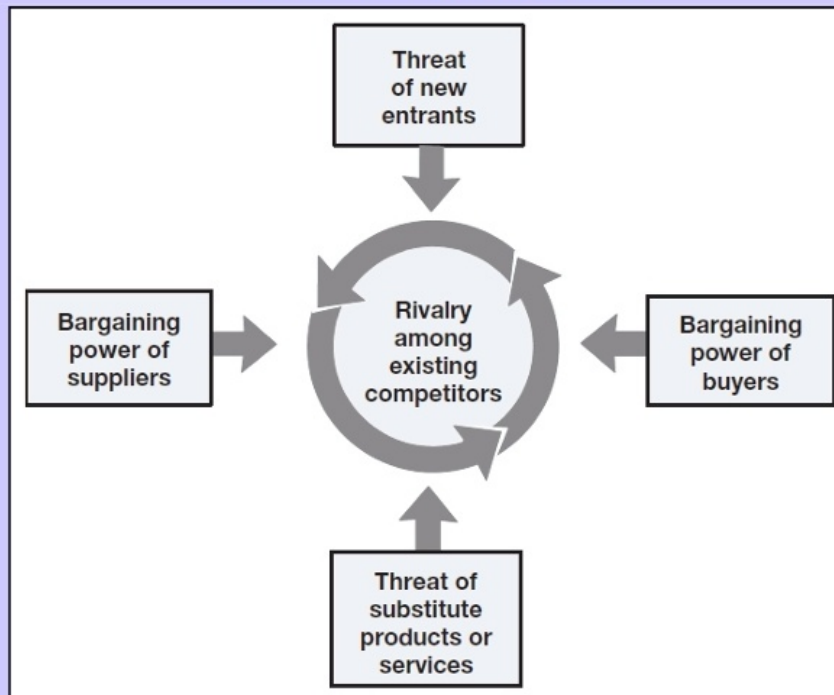 Threat
of new
entrants
Bargaining
power of
suppliers
Rivalry
among
existing
competitors
Bargaining
power of
buyers
Threat of
substitute
products or
services